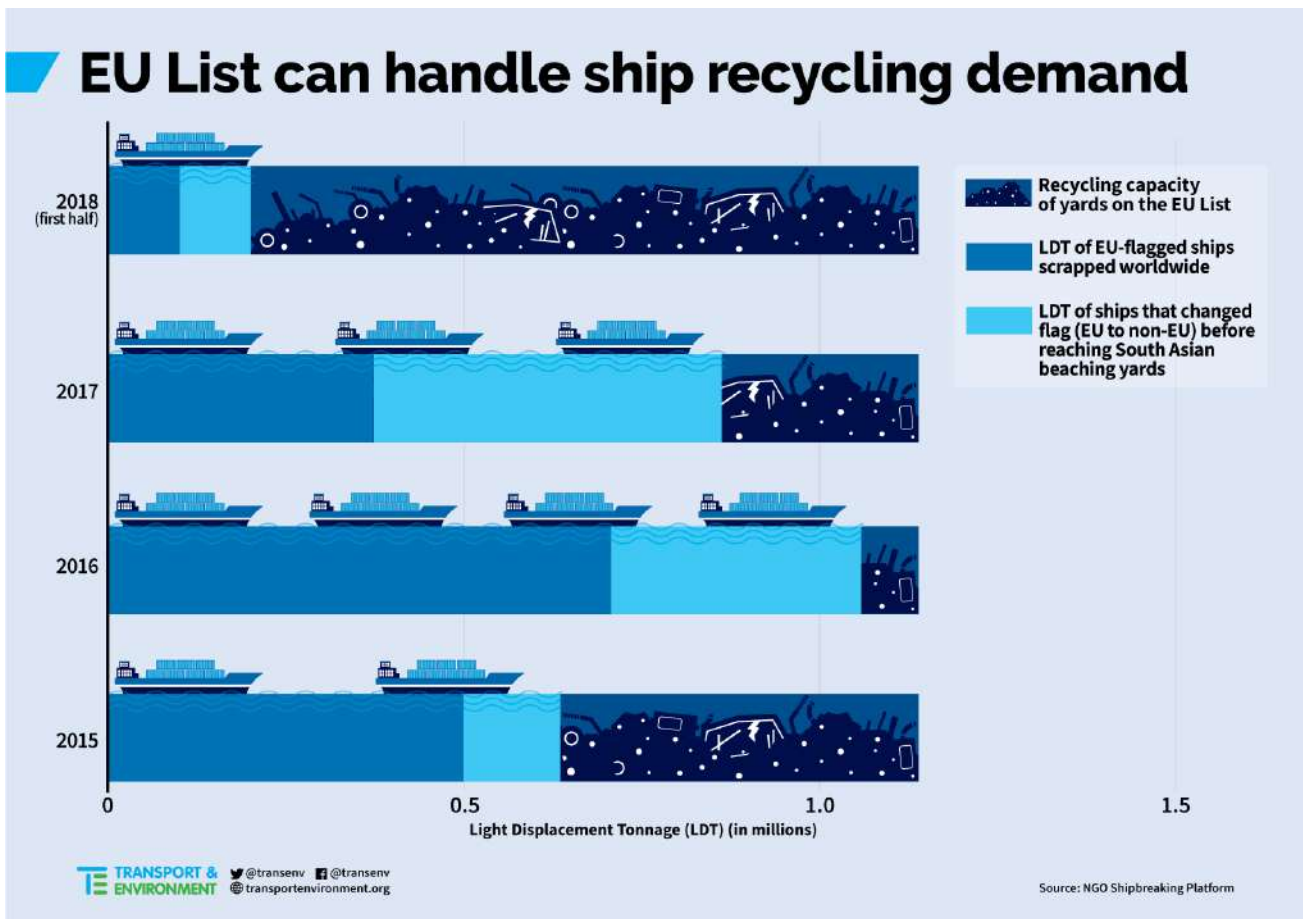 EU List can handle ship recycling demand
2018
(first half)
2017
2016
2015
Recycling capacity
of yards on the EU List
LDT of EU-flagged ships
scrapped worldwide
LDT of ships that changed
flag (EU to non-EU) before
reaching South Asian
beaching yards
0
0.5
1.0
1.5
Light Displacement Tonnage (LDT) (in millions)
TRANSPORT &
ENVIRONMENT
@transenv @transenv
transportenvironment.org
Source: NGO Shipbreaking Platform